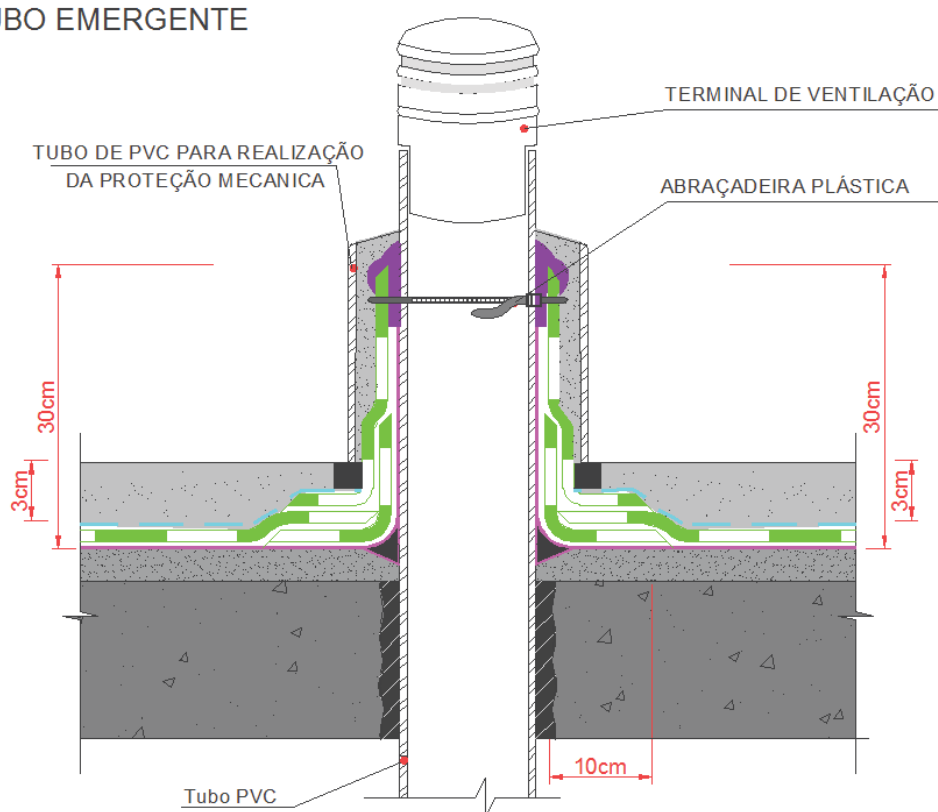 UBO EMERGENTE
TERMINAL DE VENTILAÇÃO
TUBO DE PVC PARA REALIZAÇÃO
DA PROTEÇÃO MECANICA
ABRAÇADEIRA PLÁSTICA
30cm
30cm
3cm
3cm
10cm
Tubo PVC